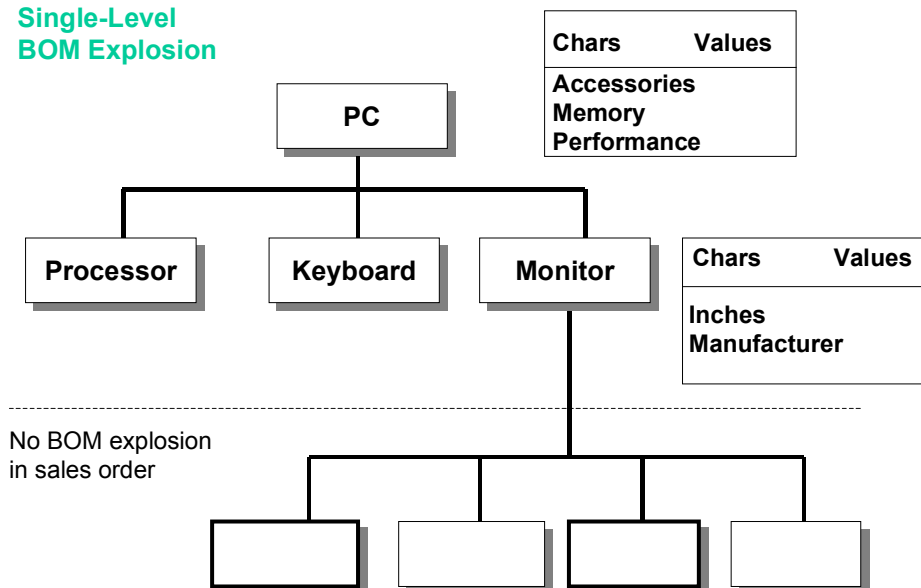 Single-Level
BOM Explosion
Chars Values
Accessories
Memory
Performance
PC
Processor
Keyboard
Monitor
Chars Values
Inches
Manufacturer
No BOM explosion
in sales order